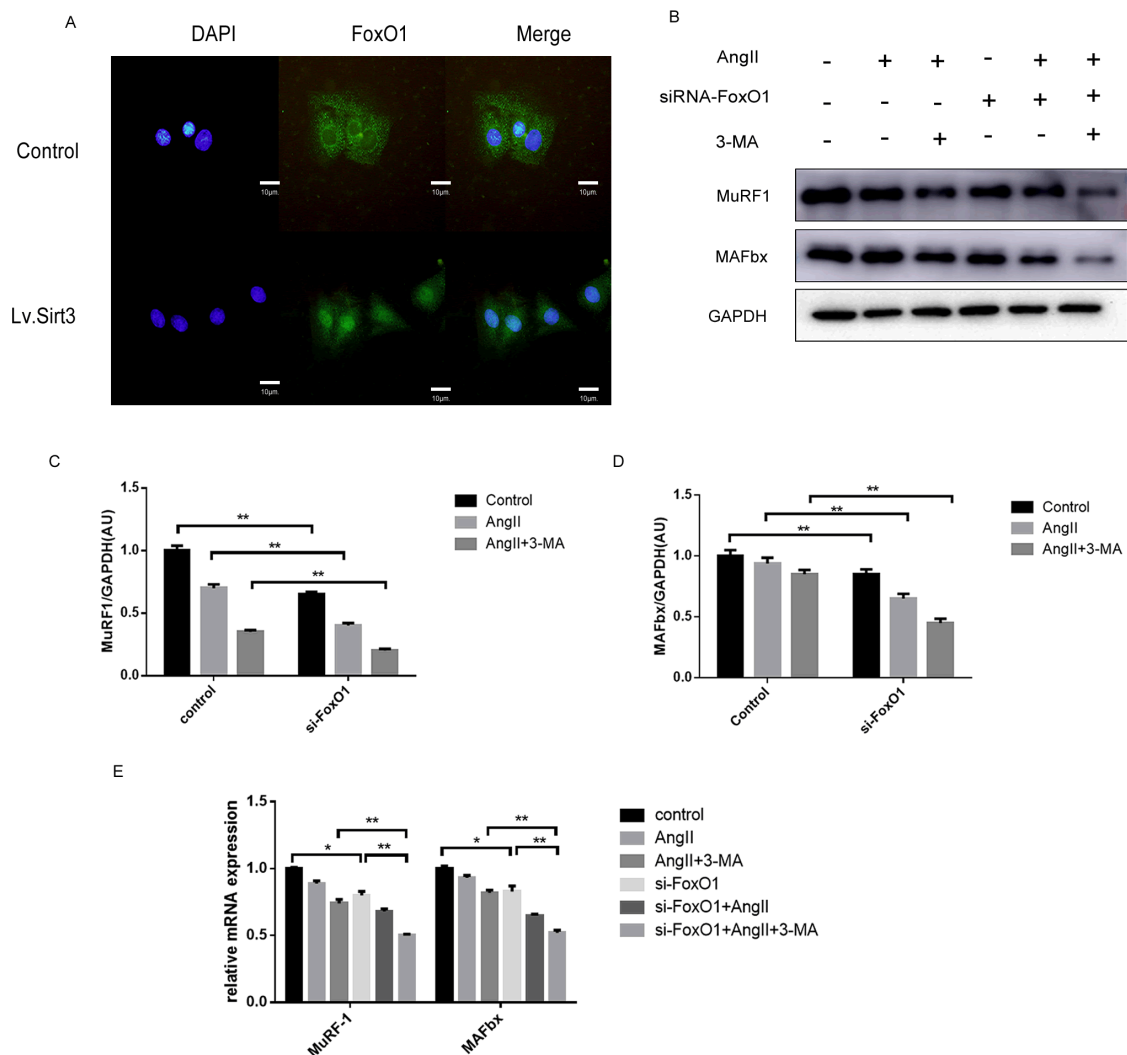 A
DAPI FoxO1 Merge
Control
10μm. 10μm. 10μm.
Lv.Sirt3
10μm. 10μm. 10μm.
B
AngII - + + - + +
siRNA-FoxO1 - - - + + +
3-MA - - + - - +
MuRF1
MAFbx
GAPDH
C
MuRF1/GAPDH(AU)
1.5
1.0
0.5
0.0
**
**
**
control si-FoxO1
Control
AngII
AngII+3-MA
D
MAFbx/GAPDH(AU)
1.5
1.0
0.5
0.0
**
**
**
Control si-FoxO1
Control
AngII
AngII+3-MA
E
relative mRNA expression
1.5
1.0
0.5
0.0
**
* **
**
* **
MuRF-1 MAFbx
control
AngII
AngII+3-MA
si-FoxO1
si-FoxO1+AngII
si-FoxO1+AngII+3-MA